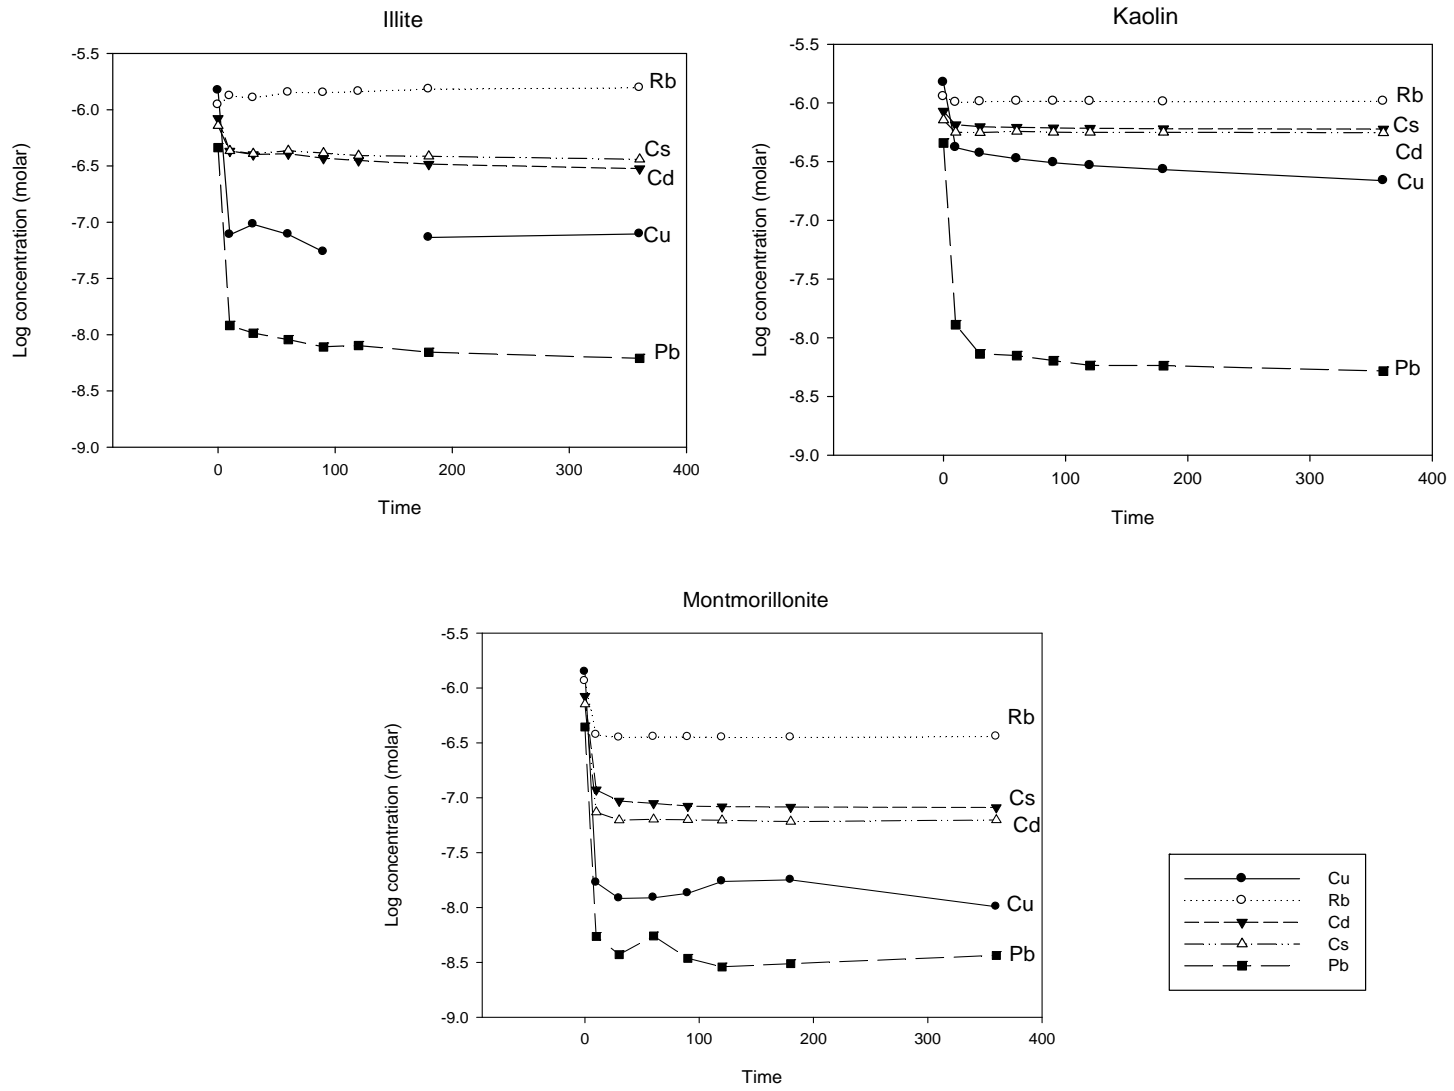 Illite
-5.5
-6.0
-6.5
-7.0
-7.5
-8.0
-8.5
-9.0
Log concentration (molar)
0 100 200 300 400
Time
Rb
Cs
Cd
Cu
Pb
Kaolin
-5.5
-6.0
-6.5
-7.0
-7.5
-8.0
-8.5
-9.0
Log concentration (molar)
0 100 200 300 400
Time
Rb
Cs
Cd
Cu
Pb
Montmorillonite
-5.5
-6.0
-6.5
-7.0
-7.5
-8.0
-8.5
-9.0
Log concentration (molar)
0 100 200 300 400
Time
Rb
Cs
Cd
Cu
Pb
Cu
Rb
Cd
Cs
Pb